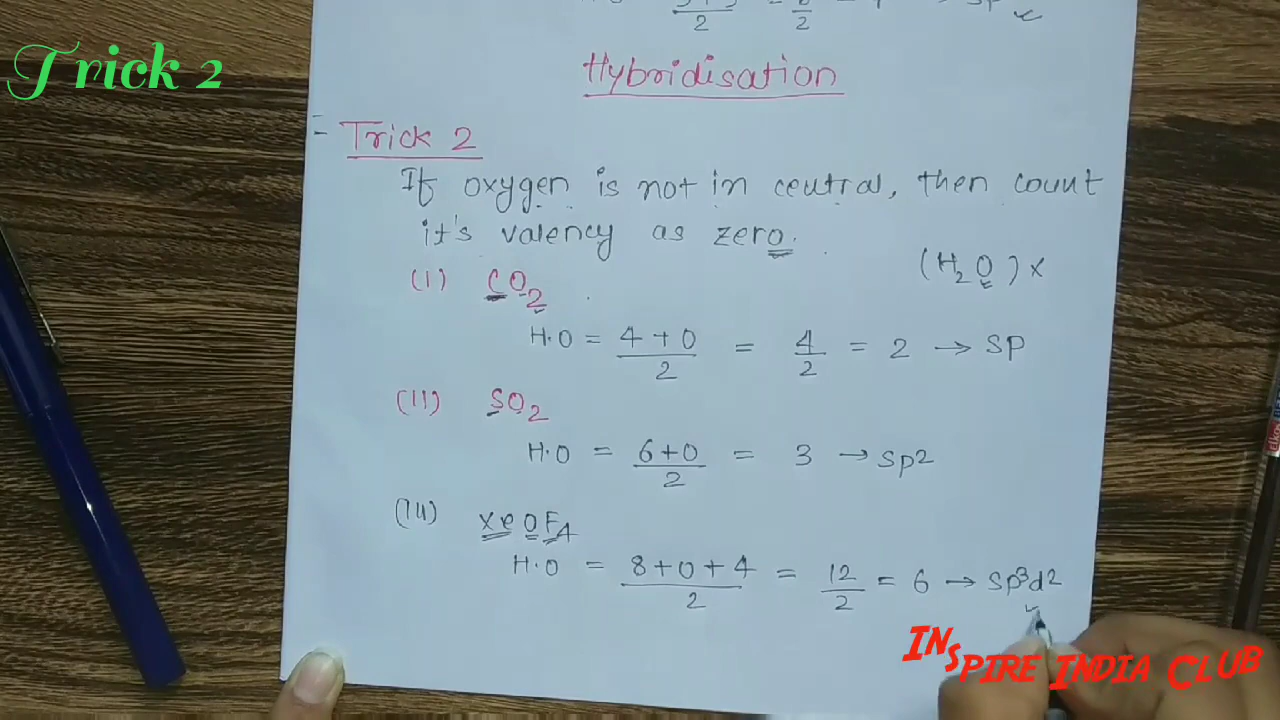 Trick 2
Hybridisation
Trick 2
If oxygen is not in central, then count
it's valency as zero.
(H2O) x
(I) CO2
H.O = 4+0/2 = 4/2 = 2 → SP
(II) SO2
H.O = 6+0/2 = 3 → SP2
(III) XeOF4
H.O = 8+0+4/2 = 12/2 = 6 → SP3d2
INSPIRE INDIA CLUB